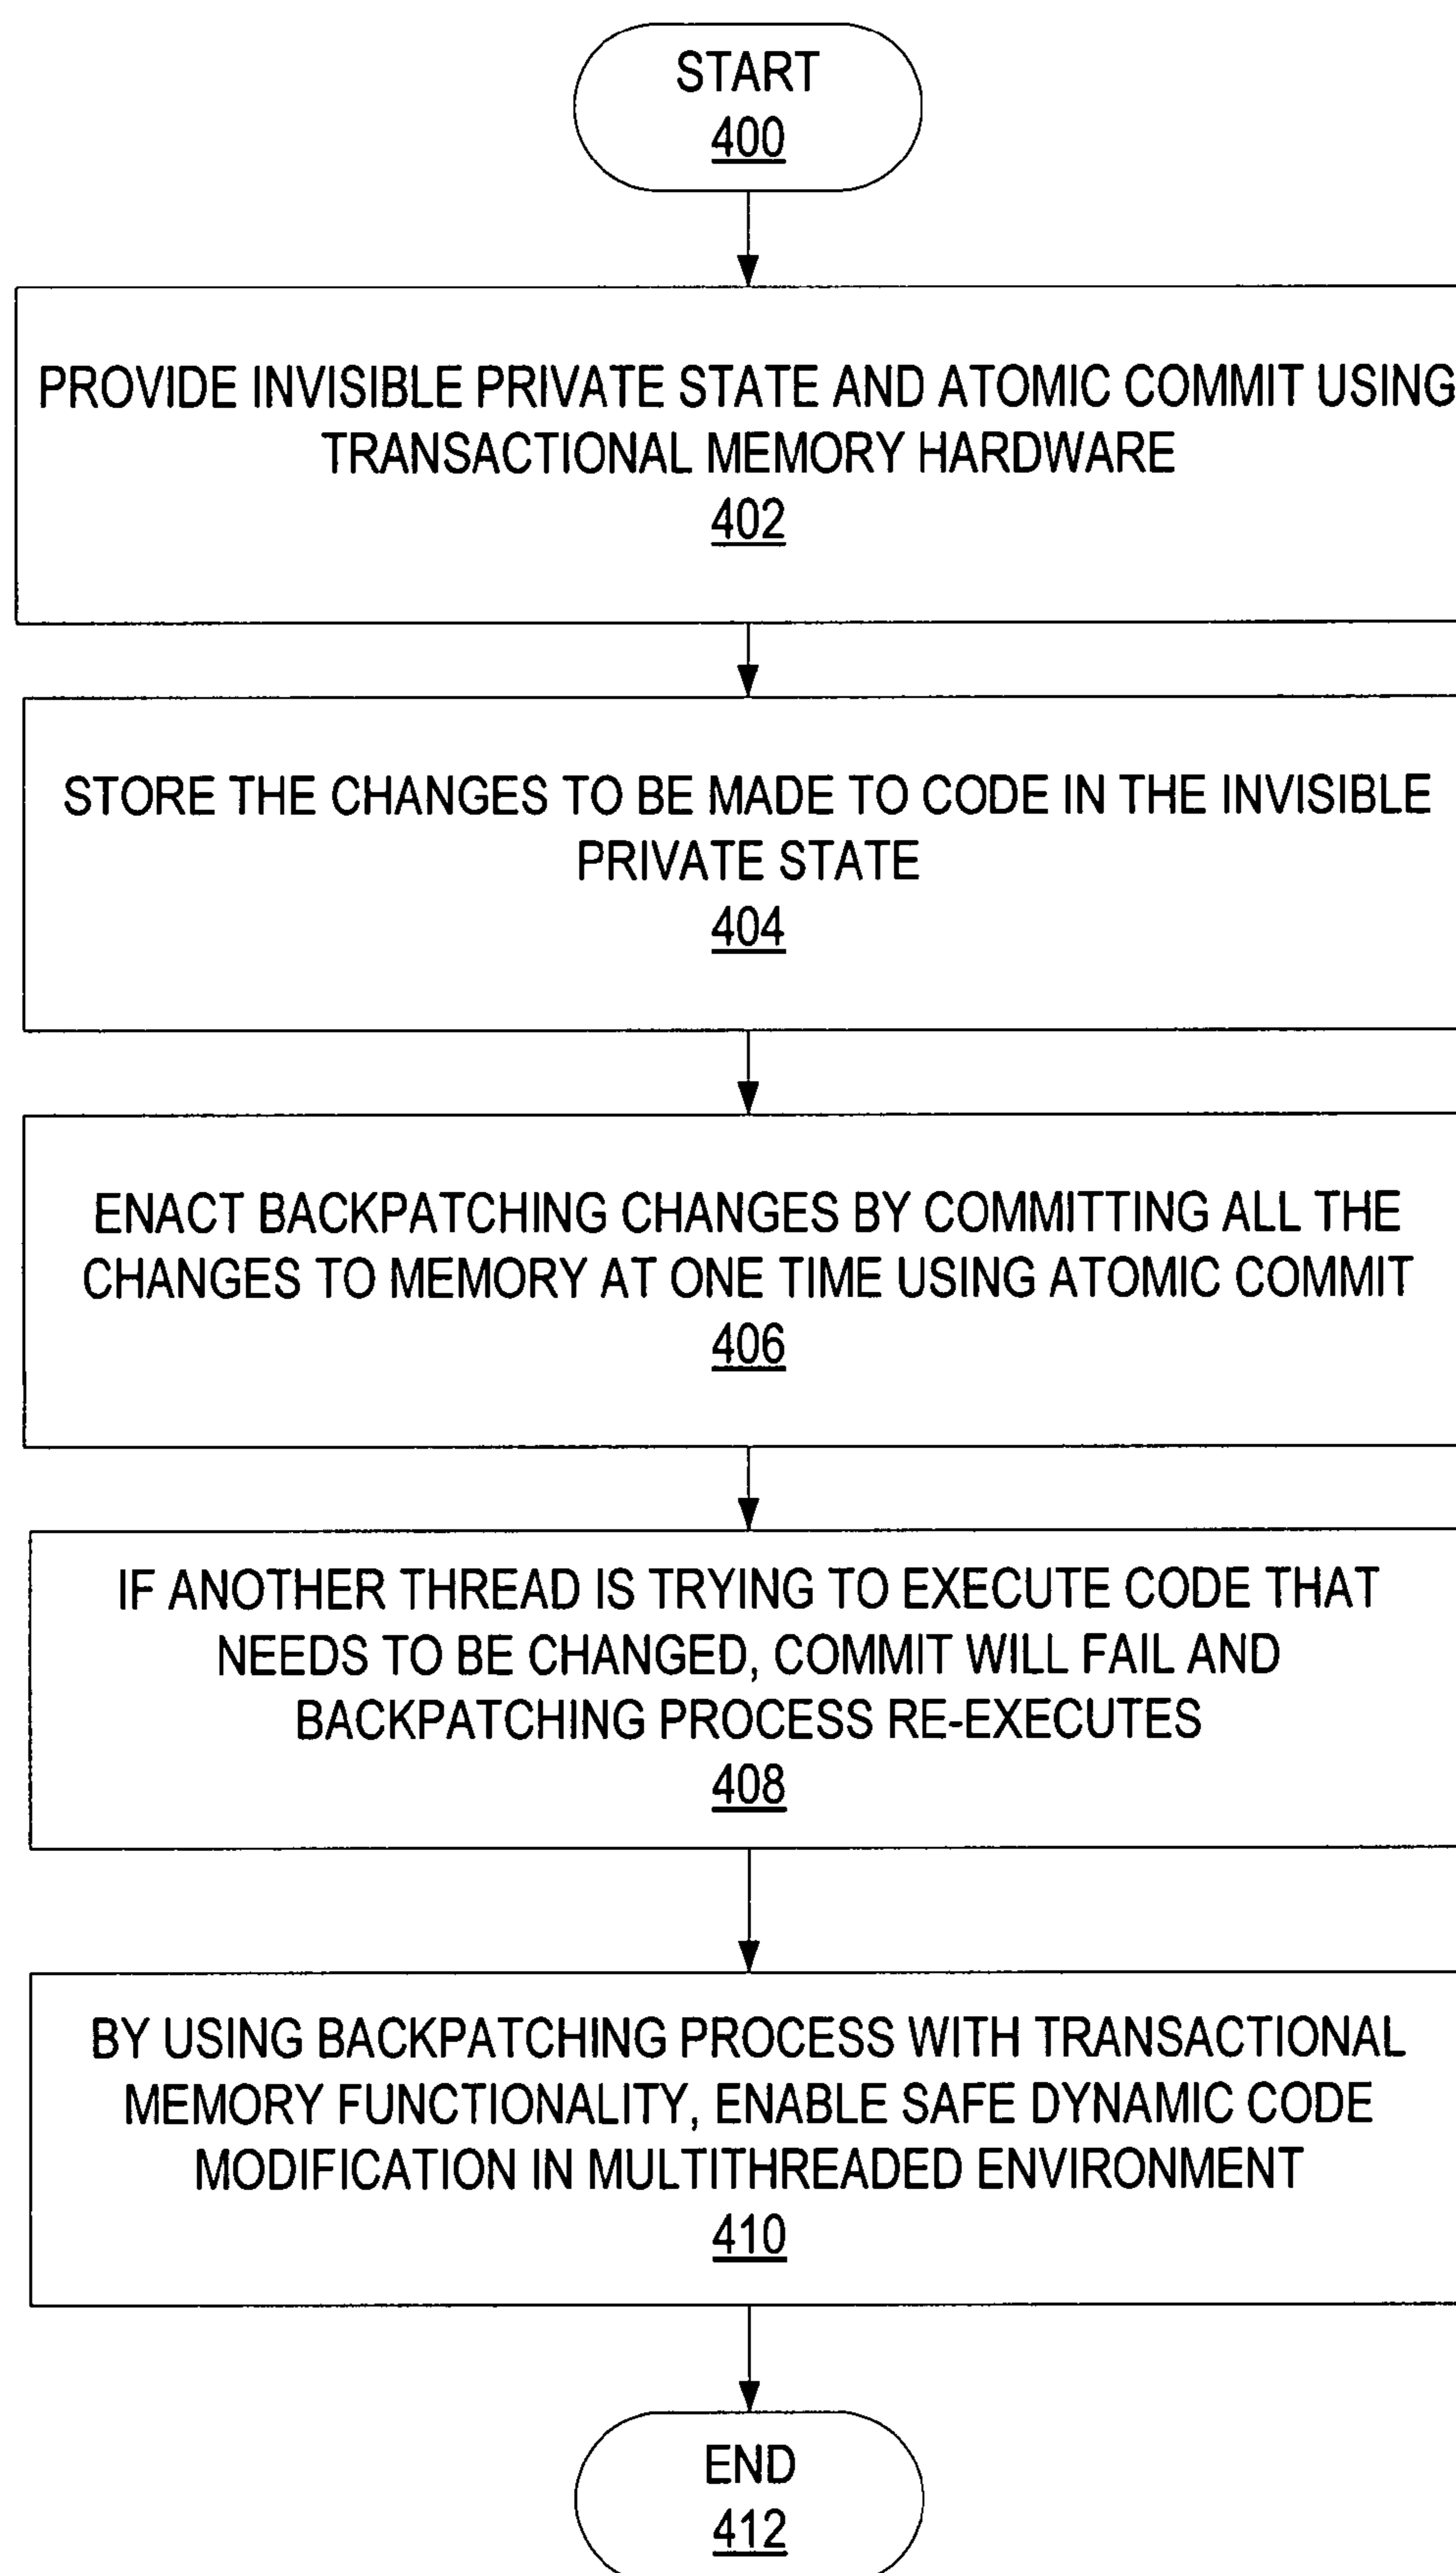 START
400
PROVIDE INVISIBLE PRIVATE STATE AND ATOMIC COMMIT USING
TRANSACTIONAL MEMORY HARDWARE
402
STORE THE CHANGES TO BE MADE TO CODE IN THE INVISIBLE
PRIVATE STATE
404
ENACT BACKPATCHING CHANGES BY COMMITTING ALL THE
CHANGES TO MEMORY AT ONE TIME USING ATOMIC COMMIT
406
IF ANOTHER THREAD IS TRYING TO EXECUTE CODE THAT
NEEDS TO BE CHANGED, COMMIT WILL FAIL AND
BACKPATCHING PROCESS RE-EXECUTES
408
BY USING BACKPATCHING PROCESS WITH TRANSACTIONAL
MEMORY FUNCTIONALITY, ENABLE SAFE DYNAMIC CODE
MODIFICATION IN MULTITHREADED ENVIRONMENT
410
END
412